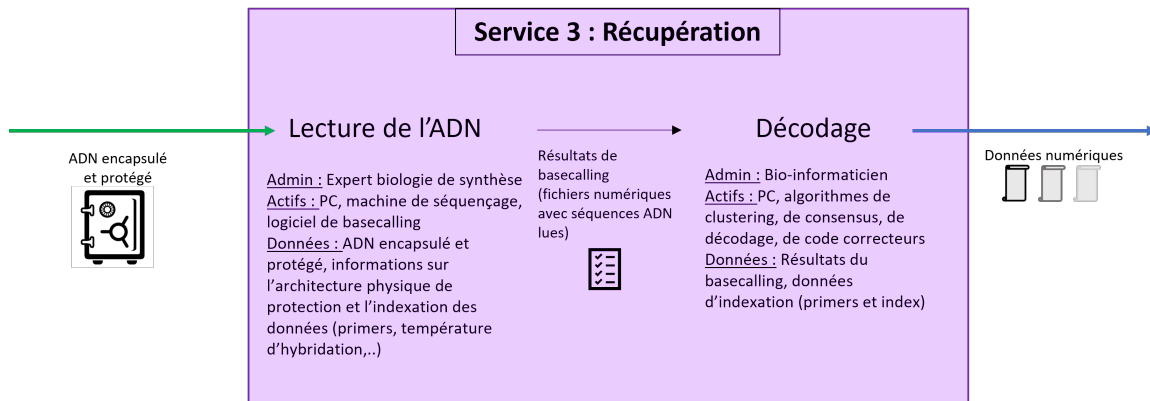 Service 3 : Récupération
Lecture de l’ADN
Décodage
ADN encapsulé
et protégé
Admin : Expert biologie de synthèse
Actifs : PC, machine de séquençage,
logiciel de basecalling
Données : ADN encapsulé et
protégé, informations sur
l’architecture physique de
protection et l’indexation des
données (primers, température
d’hybridation,..)
Résultats de
basecalling
(fichiers numériques
avec séquences ADN
lues)
Admin : Bio-informaticien
Actifs : PC, algorithmes de
clustering, de consensus, de
décodage, de code correcteurs
Données : Résultats du
basecalling, données
d’indexation (primers et index)
Données numériques